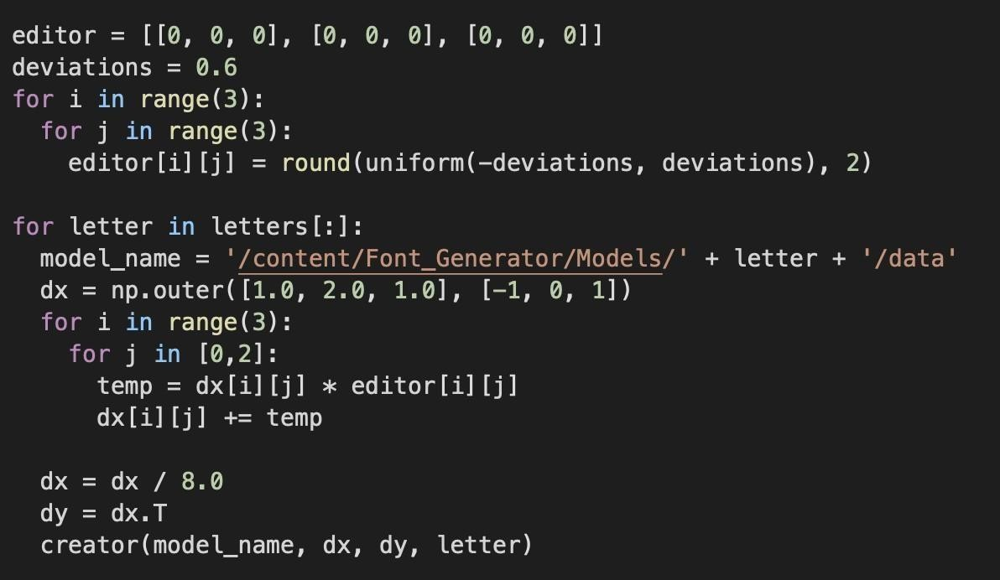 editor = [[0, 0, 0], [0, 0, 0], [0, 0, 0]]
deviations = 0.6
for i in range(3):
  for j in range(3):
    editor[i][j] = round(uniform(-deviations, deviations), 2)

for letter in letters[:]:
  model_name = '/content/Font_Generator/Models/' + letter + '/data'
  dx = np.outer([1.0, 2.0, 1.0], [-1, 0, 1])
  for i in range(3):
    for j in [0,2]:
      temp = dx[i][j] * editor[i][j]
      dx[i][j] += temp

  dx = dx / 8.0
  dy = dx.T
  creator(model_name, dx, dy, letter)